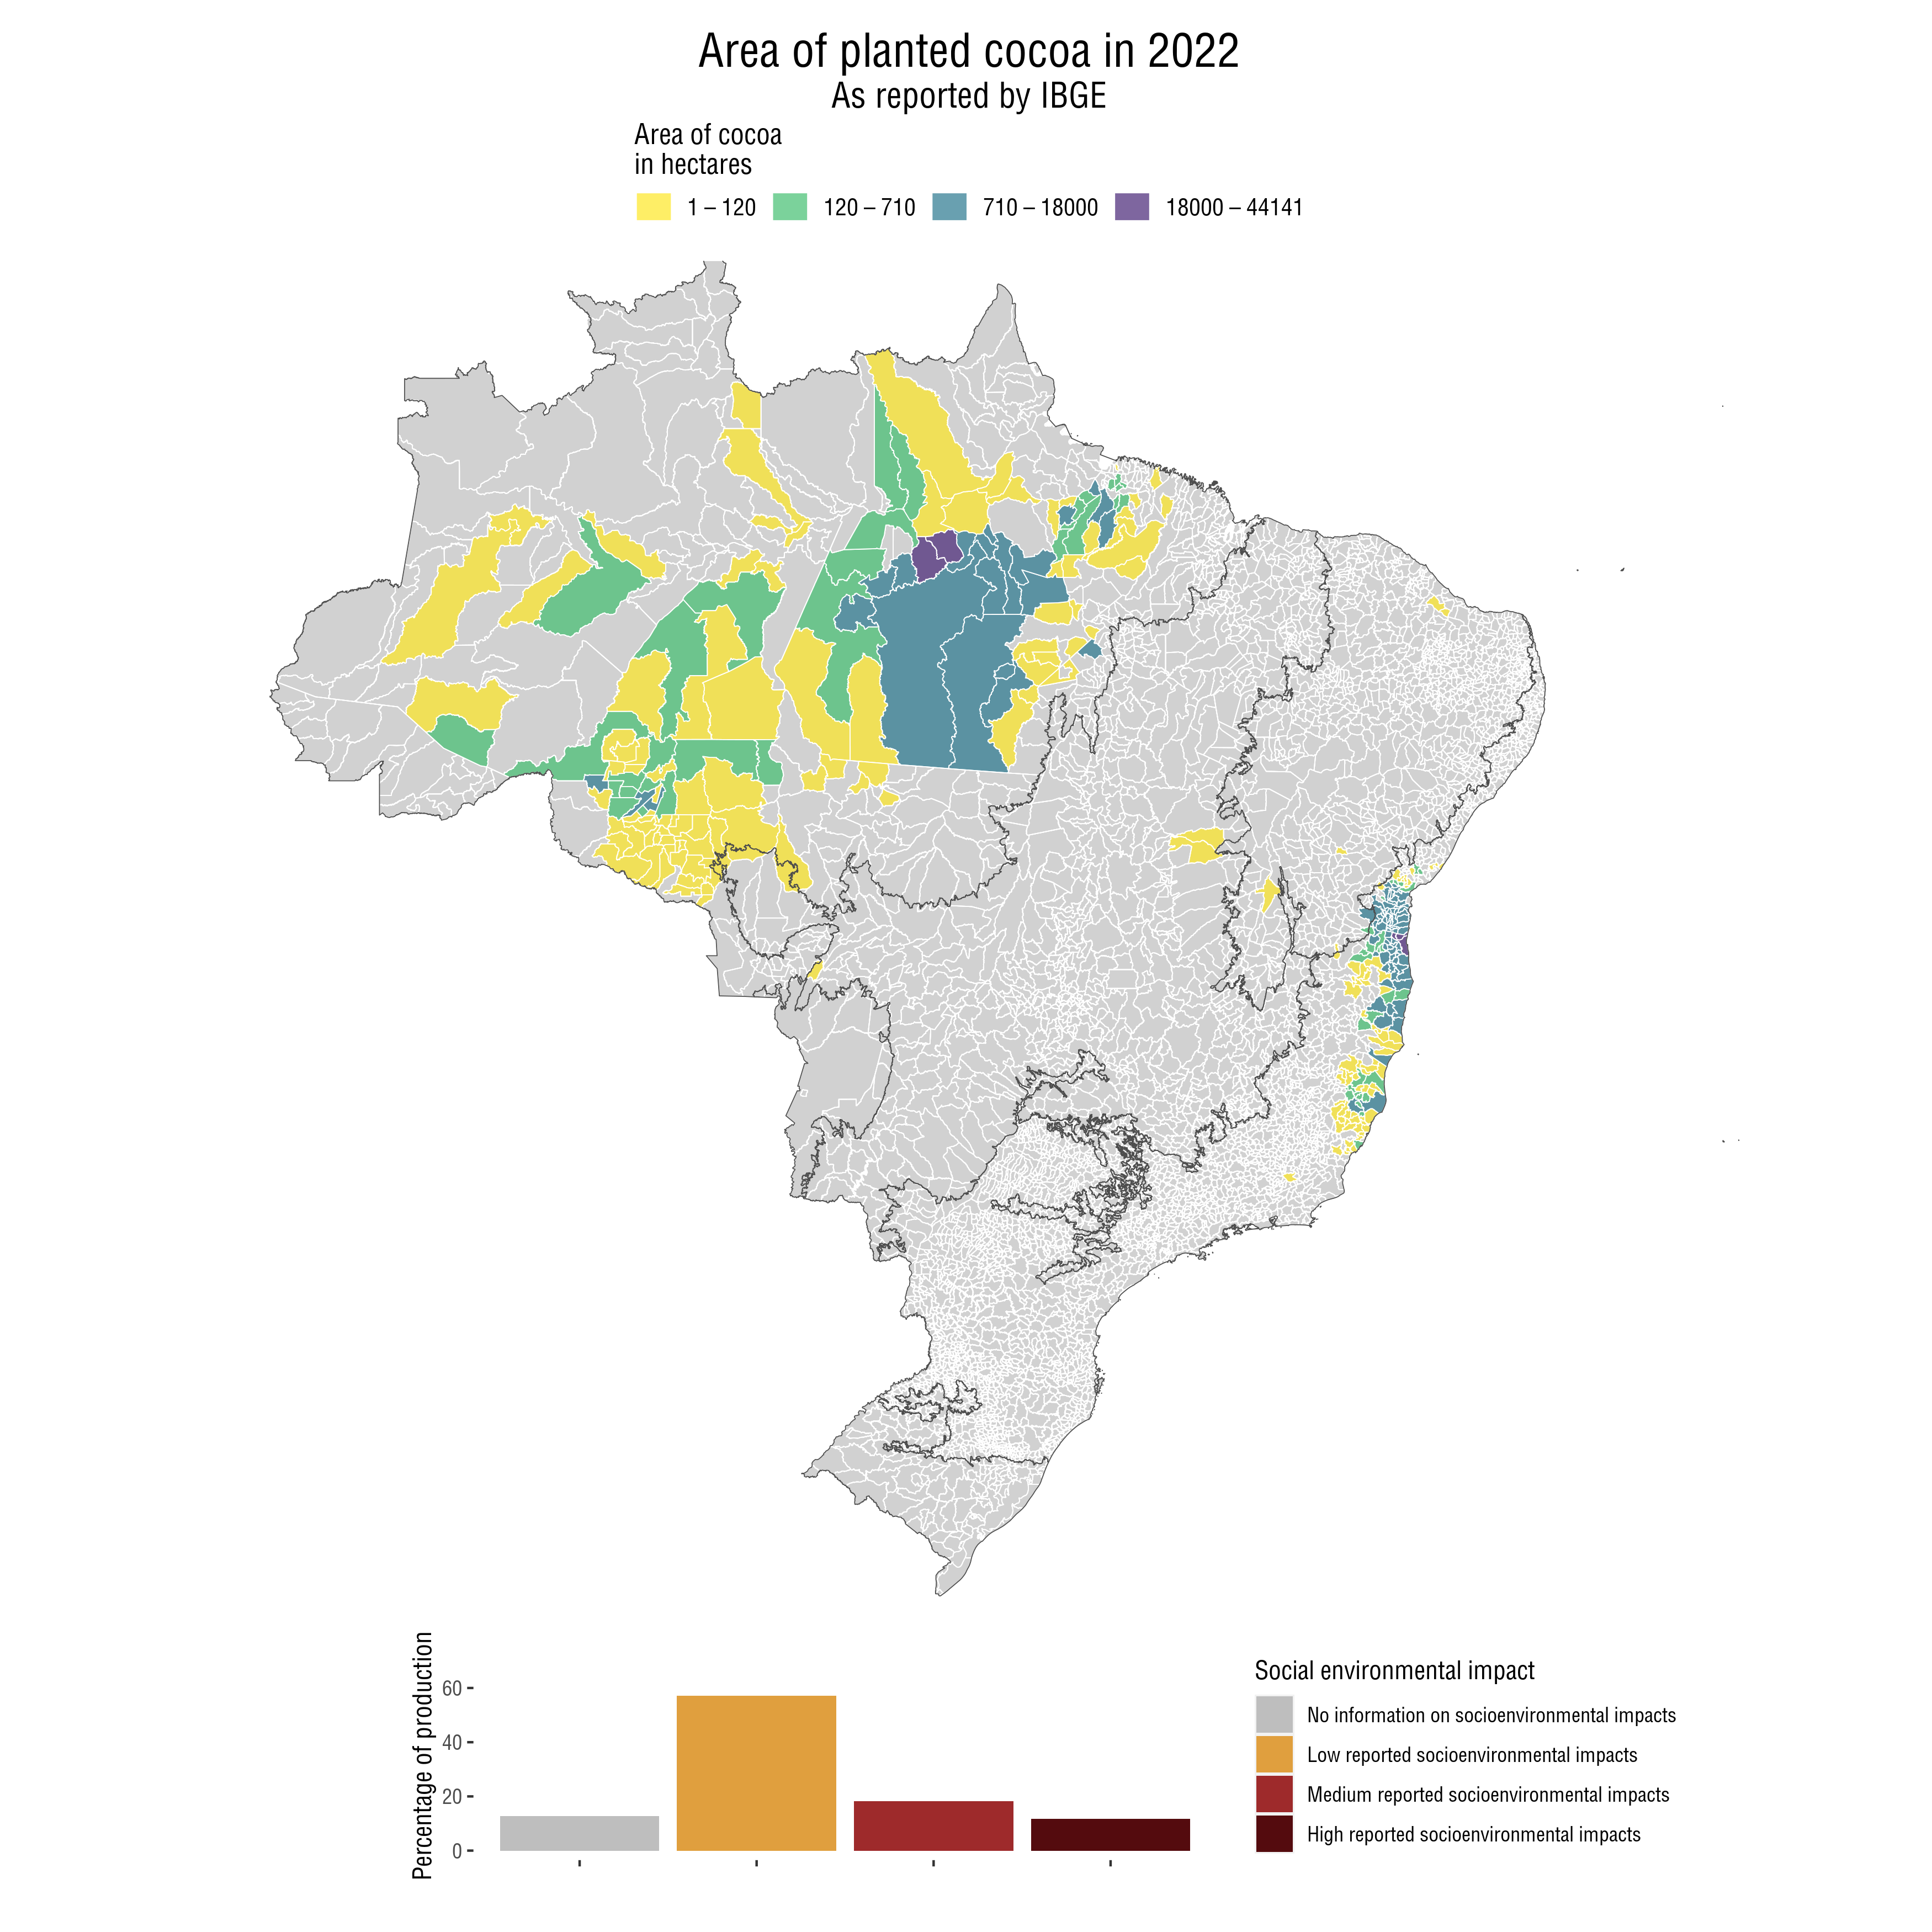 Area of planted cocoa in 2022
As reported by IBGE
Area of cocoa
in hectares
1 – 120
120 – 710
710 – 18000
18000 – 44141
Percentage of production
60
40
20
0
Social environmental impact
No information on socioenvironmental impacts
Low reported socioenvironmental impacts
Medium reported socioenvironmental impacts
High reported socioenvironmental impacts